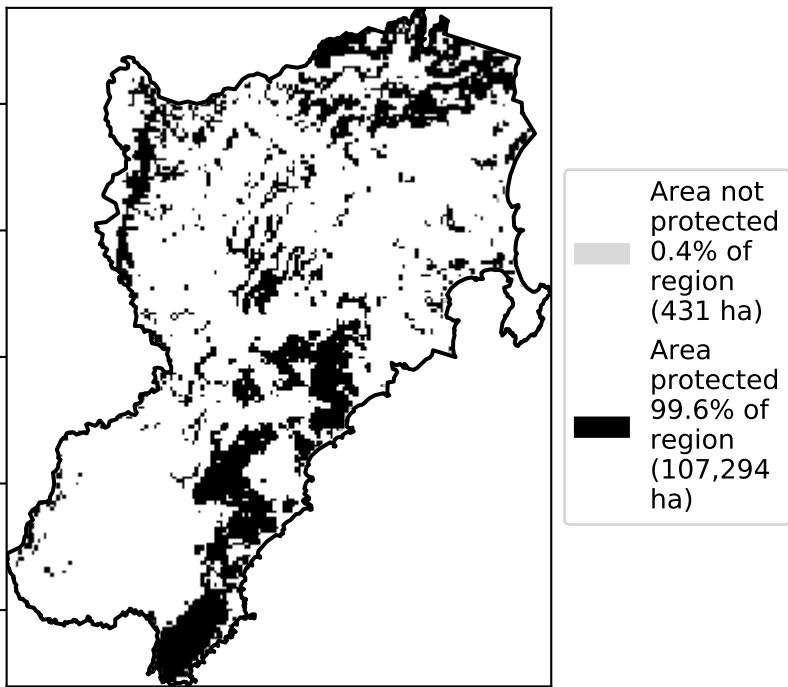 Area not
protected
0.4% of
region
(431 ha)
Area
protected
99.6% of
region
(107,294
ha)